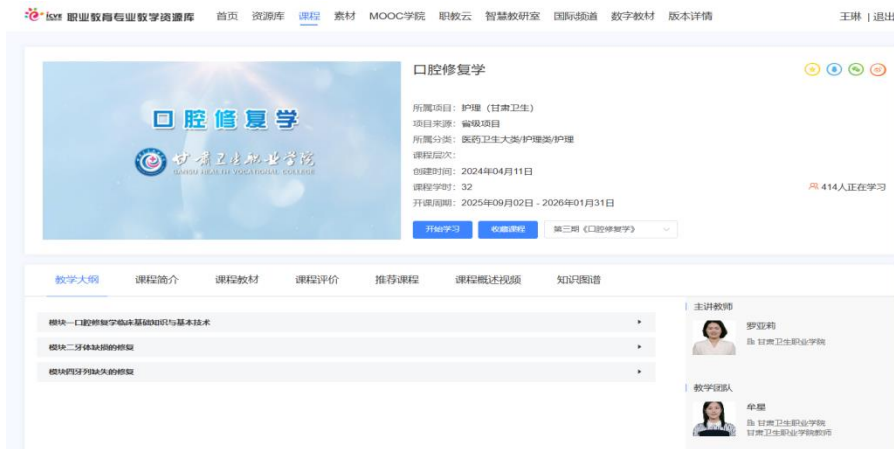 icve 职业教育专业教学资源库 首页 资源库 课程 素材 MOOC学院 职教云 智慧教研室 国际频道 数字教材 版本详情 王琳 | 退出
口腔修复学
甘肃卫生职业学院
GANSU HEALTH VOCATIONAL COLLEGE
口腔修复学
所属项目：护理（甘肃卫生）
项目来源：省级项目
所属分类：医药卫生大类/护理类/护理
课程层次：
创建时间：2024年04月11日
课程学时：32
414人正在学习
开课周期：2025年09月02日 - 2026年01月31日
开始学习 收藏课程 第三期《口腔修复学》
教学大纲 课程简介 课程教材 课程评价 推荐课程 课程概述视频 知识图谱
模块一口腔修复学临床基础知识与基本技术
模块二牙体缺损的修复
模块四牙列缺失的修复
主讲教师
罗亚莉
甘肃卫生职业学院
教学团队
牟星
甘肃卫生职业学院
甘肃卫生职业学院教师